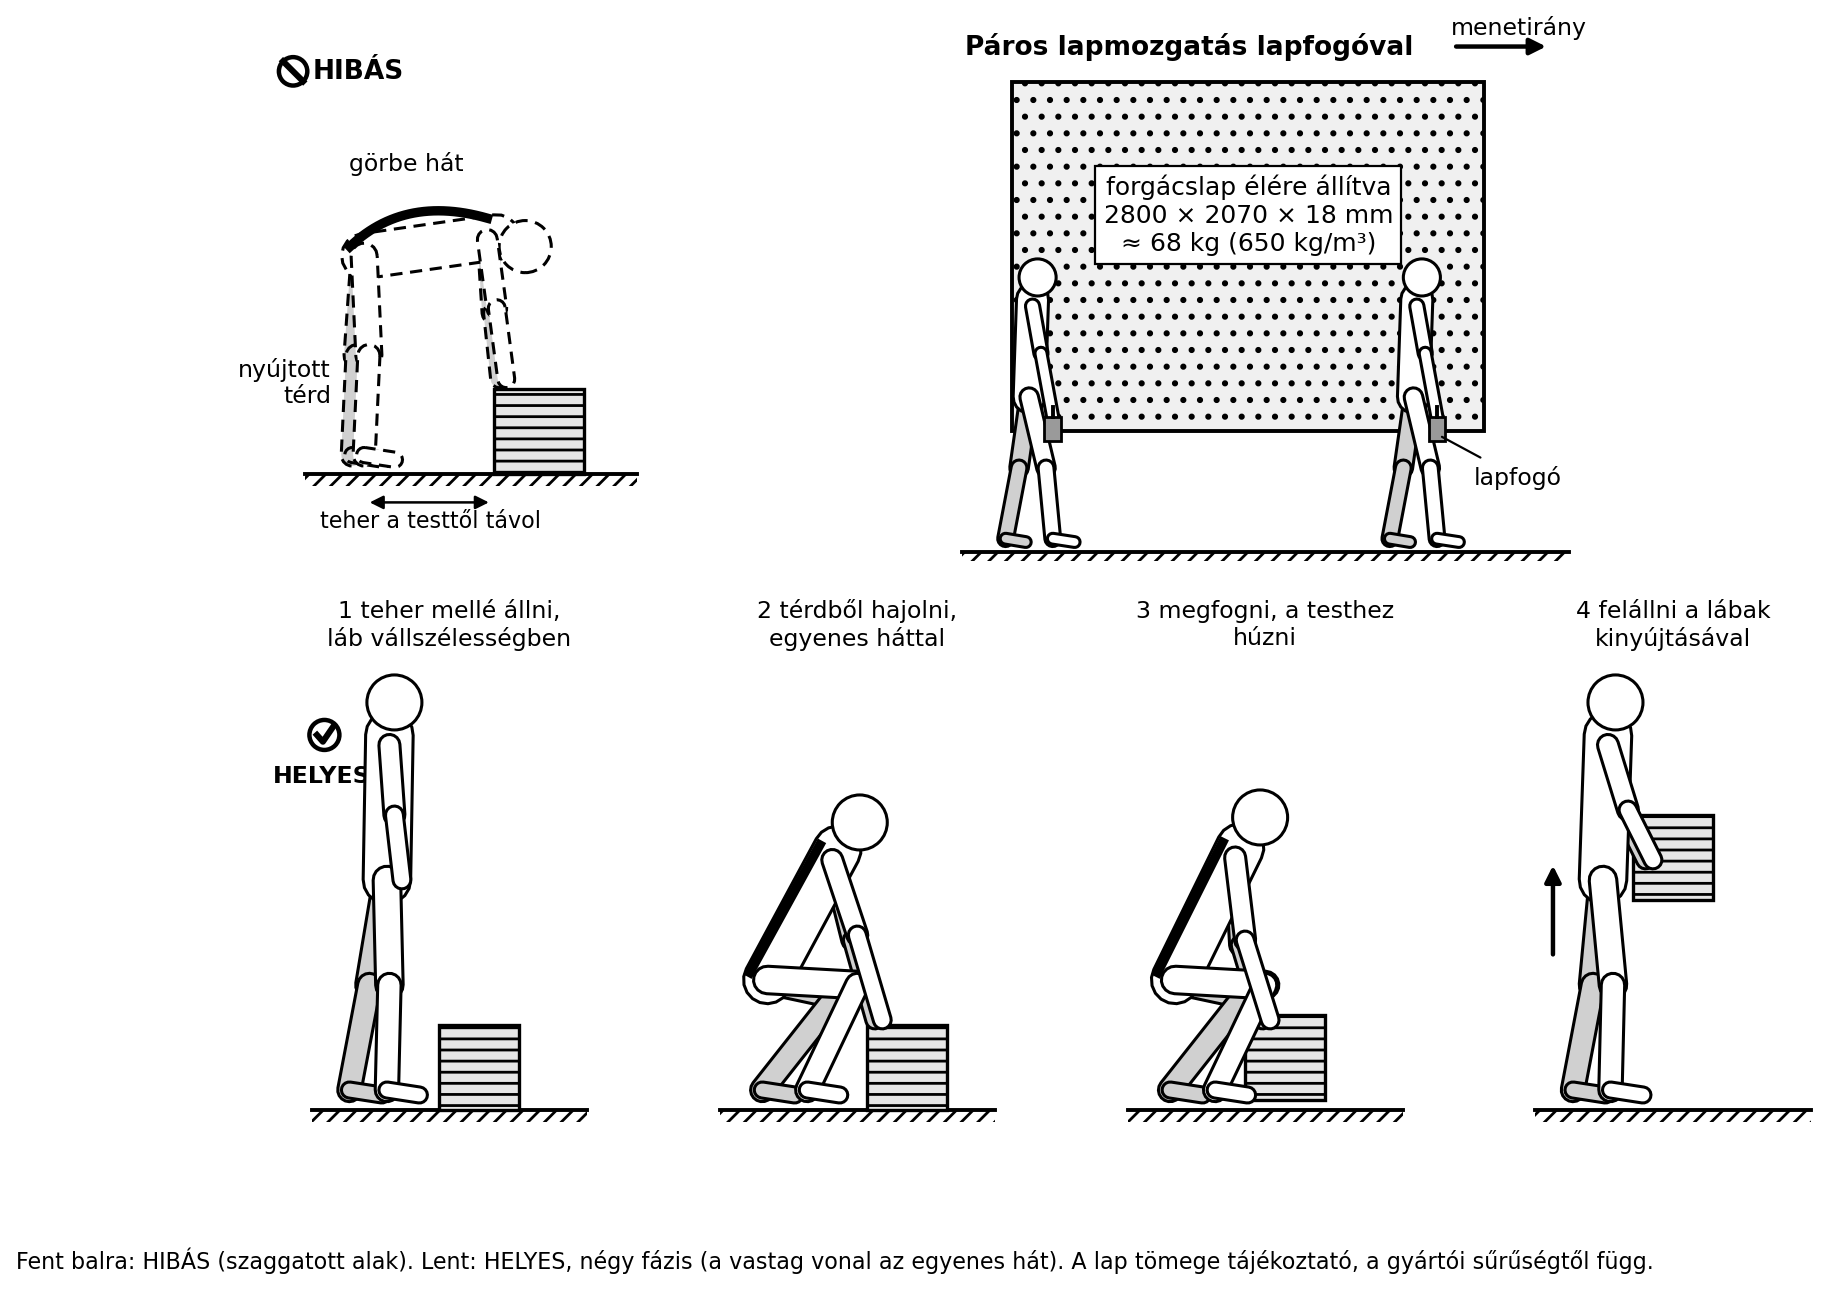 HIBÁS
görbe hát
nyújtott
térd
teher a testtől távol
Páros lapmozgatás lapfogóval
menetirány
forgácslap élére állítva
2800 × 2070 × 18 mm
≈ 68 kg (650 kg/m³)
lapfogó
1 teher mellé állni,
láb vállszélességben
2 térdből hajolni,
egyenes háttal
3 megfogni, a testhez
húzni
4 felállni a lábak
kinyújtásával
HELYES
Fent balra: HIBÁS (szaggatott alak). Lent: HELYES, négy fázis (a vastag vonal az egyenes hát). A lap tömege tájékoztató, a gyártói sűrűségtől függ.